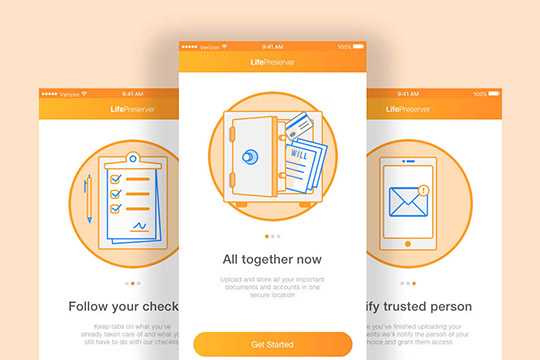 Verizon 9:41 AM 100%
LifePreserver
WILL
All together now
Upload and store all your important
documents and accounts in one
secure location
Get Started
Verizon 9:41 AM
LifePreserver
Follow your check
Keep tabs on what you've
already taken care of and what you
still have to do with our checkli
9:41 AM 100%
LifePreserver
ify trusted person
e you've finished uploading your
ments we'll notify the person of your
choice and grant them access